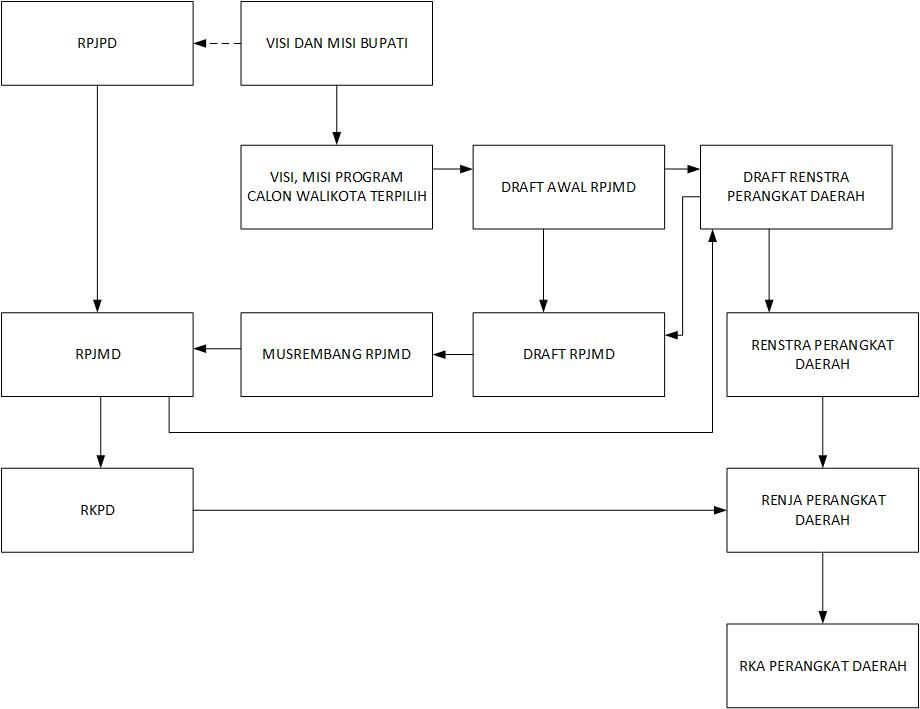 RPJPD
VISI DAN MISI BUPATI
VISI, MISI PROGRAM
CALON WALIKOTA TERPILIH
DRAFT AWAL RPJMD
DRAFT RENSTRA
PERANGKAT DAERAH
RPJMD
MUSREMBANG RPJMD
DRAFT RPJMD
RENSTRA PERANGKAT
DAERAH
RKPD
RENJA PERANGKAT
DAERAH
RKA PERANGKAT DAERAH